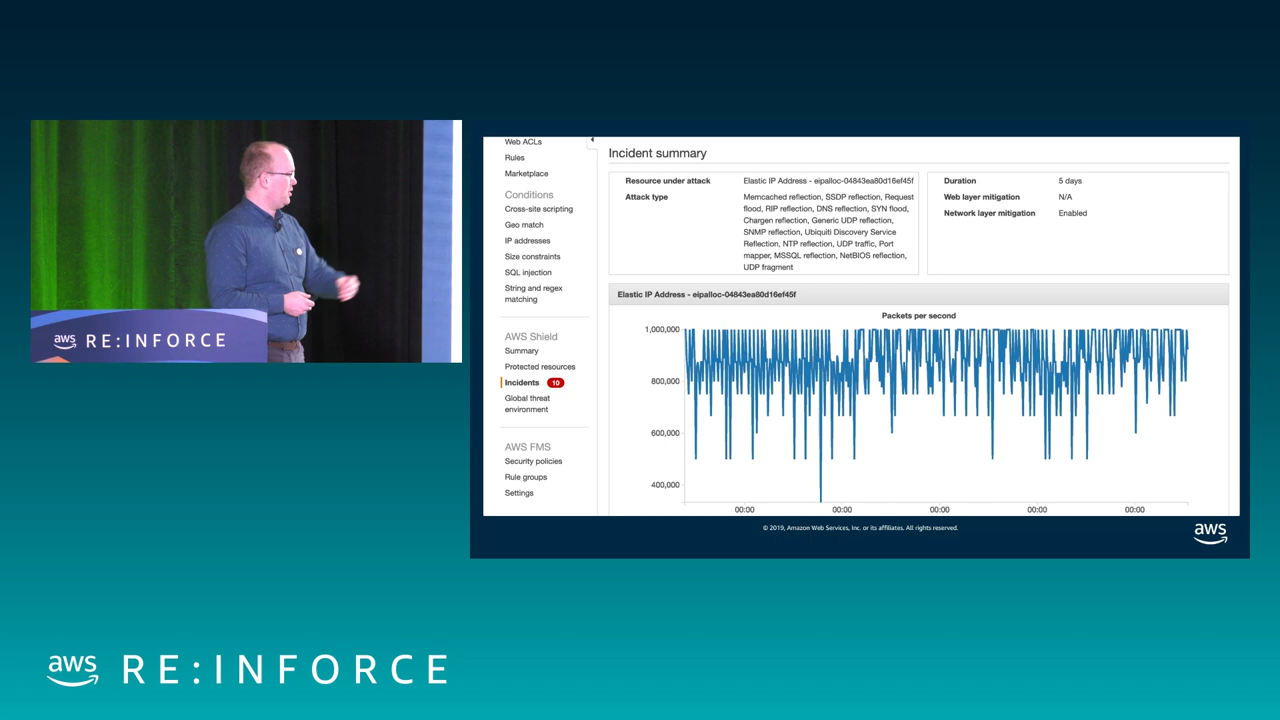 aws RE:INFORCE
Web ACLs
Rules
Marketplace
Conditions
Cross-site scripting
Geo match
IP addresses
Size constraints
SQL injection
String and regex
matching
AWS Shield
Summary
Protected resources
Incidents 10
Global threat
environment
AWS FMS
Security policies
Rule groups
Settings
Incident summary
Resource under attack Elastic IP Address - eipalloc-04843ea80d16ef45f
Attack type Memcached reflection, SSDP reflection, Request
flood, RIP reflection, DNS reflection, SYN flood,
Chargen reflection, Generic UDP reflection,
SNMP reflection, Ubiquiti Discovery Service
Reflection, NTP reflection, UDP traffic, Port
mapper, MSSQL reflection, NetBIOS reflection,
UDP fragment
Duration 5 days
Web layer mitigation N/A
Network layer mitigation Enabled
Elastic IP Address - eipalloc-04843ea80d16ef45f
Packets per second
1,000,000
800,000
600,000
400,000
00:00 00:00 00:00 00:00 00:00
© 2019, Amazon Web Services, Inc. or its affiliates. All rights reserved.
aws
aws RE:INFORCE